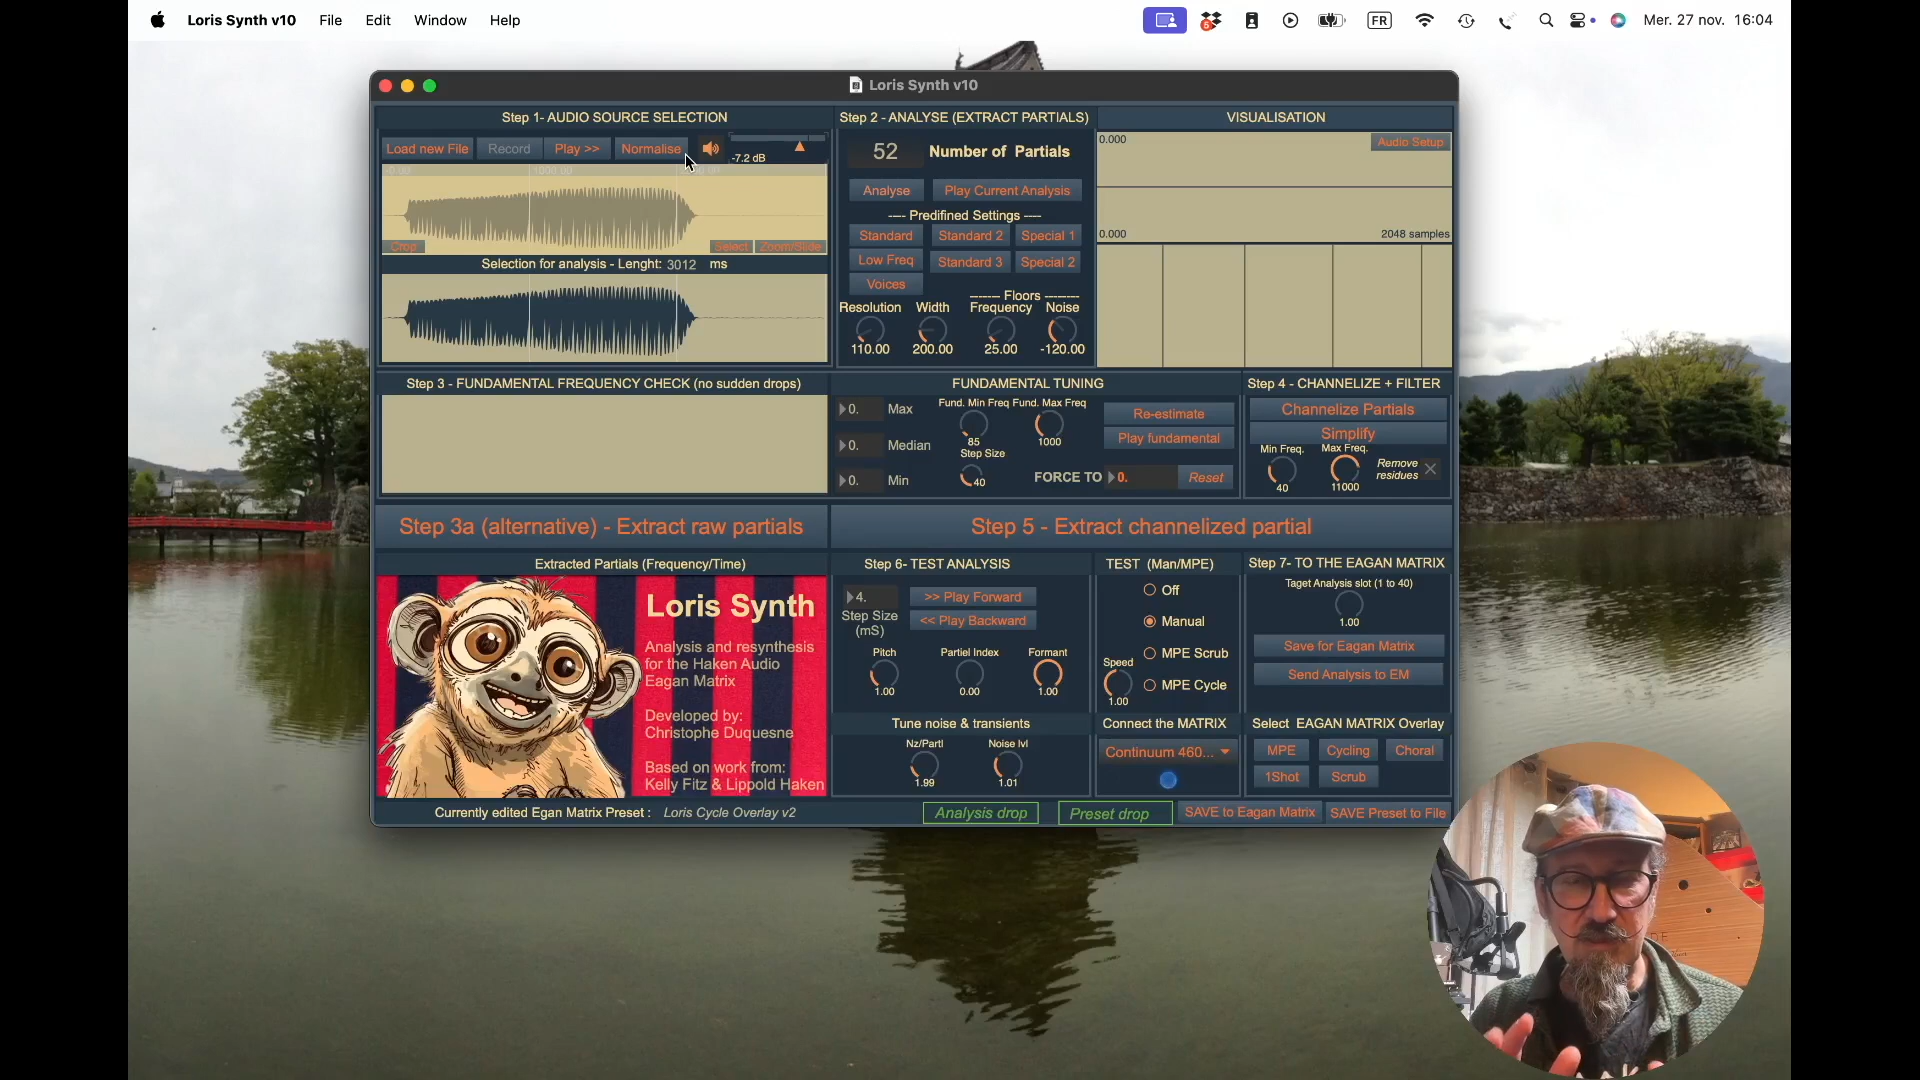 Loris Synth v10 File Edit Window Help
5 FR Mer. 27 nov. 16:04
Loris Synth v10
Step 1- AUDIO SOURCE SELECTION
Load new File Record Play >> Normalise -7.2 dB
-0.00 1000.00
Crop Select Zoom/Slide
Selection for analysis - Lenght: 3012 ms
Step 2 - ANALYSE (EXTRACT PARTIALS)
52 Number of Partials
Analyse Play Current Analysis
---- Predifined Settings ----
Standard Standard 2 Special 1
Low Freq Standard 3 Special 2
Voices
------- Floors --------
Resolution Width Frequency Noise
110.00 200.00 25.00 -120.00
VISUALISATION
0.000 Audio Setup
0.000 2048 samples
Step 3 - FUNDAMENTAL FREQUENCY CHECK (no sudden drops)
FUNDAMENTAL TUNING
0. Max
0. Median
0. Min
Fund. Min Freq Fund. Max Freq
85 1000
Step Size
40
Re-estimate
Play fundamental
FORCE TO 0. Reset
Step 4 - CHANNELIZE + FILTER
Channelize Partials
Simplify
Min Freq. Max Freq.
40 11000
Remove
residues
Step 3a (alternative) - Extract raw partials
Step 5 - Extract channelized partial
Extracted Partials (Frequency/Time)
Loris Synth
Analysis and resynthesis
for the Haken Audio
Eagan Matrix
Developed by:
Christophe Duquesne
Based on work from:
Kelly Fitz & Lippold Haken
Step 6- TEST ANALYSIS
4.
Step Size
(mS)
>> Play Forward
<< Play Backward
Pitch Partiel Index Formant
1.00 0.00 1.00
Tune noise & transients
Nz/Partl Noise lvl
1.99 1.01
TEST (Man/MPE)
Off
Manual
MPE Scrub
MPE Cycle
Speed
1.00
Connect the MATRIX
Continuum 460...
Step 7- TO THE EAGAN MATRIX
Taget Analysis slot (1 to 40)
1.00
Save for Eagan Matrix
Send Analysis to EM
Select EAGAN MATRIX Overlay
MPE Cycling Choral
1Shot Scrub
Currently edited Egan Matrix Preset : Loris Cycle Overlay v2
Analysis drop Preset drop SAVE to Eagan Matrix SAVE Preset to File